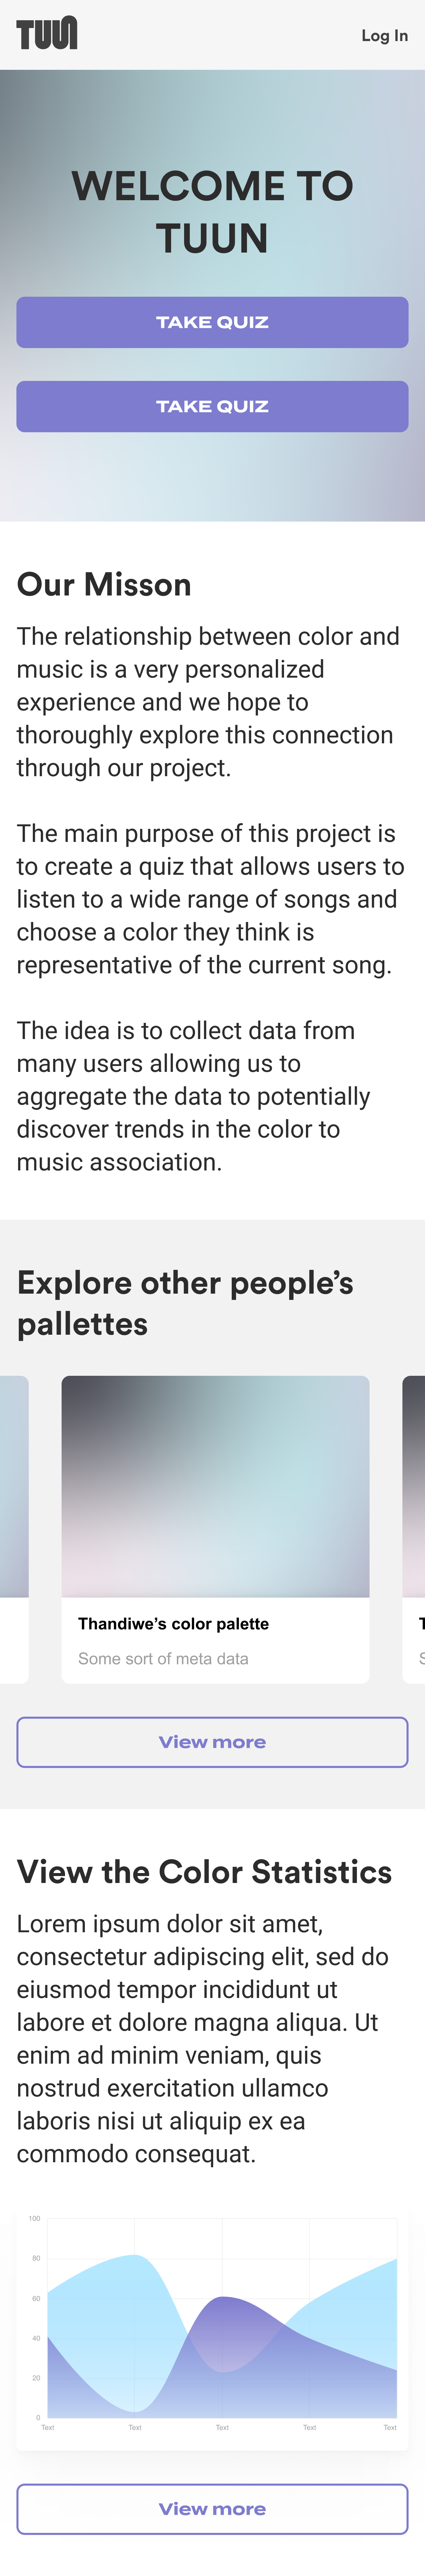 TUUN
Log In
WELCOME TO
TUUN
TAKE QUIZ
TAKE QUIZ
Our Misson
The relationship between color and
music is a very personalized
experience and we hope to
thoroughly explore this connection
through our project.
The main purpose of this project is
to create a quiz that allows users to
listen to a wide range of songs and
choose a color they think is
representative of the current song.
The idea is to collect data from
many users allowing us to
aggregate the data to potentially
discover trends in the color to
music association.
Explore other people’s
pallettes
Thandiwe’s color palette
T
Some sort of meta data
S
View more
View the Color Statistics
Lorem ipsum dolor sit amet,
consectetur adipiscing elit, sed do
eiusmod tempor incididunt ut
labore et dolore magna aliqua. Ut
enim ad minim veniam, quis
nostrud exercitation ullamco
laboris nisi ut aliquip ex ea
commodo consequat.
100
80
60
40
20
0
Text Text Text Text Text
View more